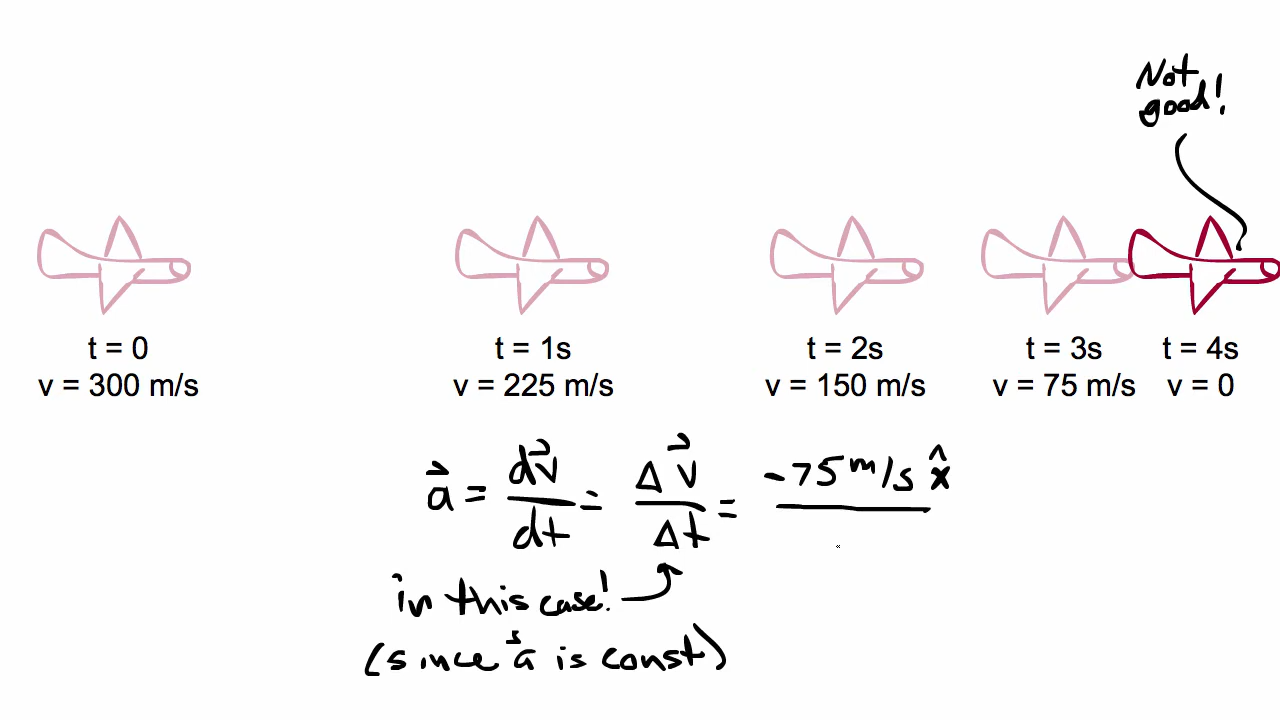 Not
good!
t = 0
v = 300 m/s
t = 1s
v = 225 m/s
t = 2s
v = 150 m/s
t = 3s
v = 75 m/s
t = 4s
v = 0
a⃗ = dv⃗/dt = Δv⃗/Δt = -75 m/s x̂
in this case!
(since a⃗ is const)